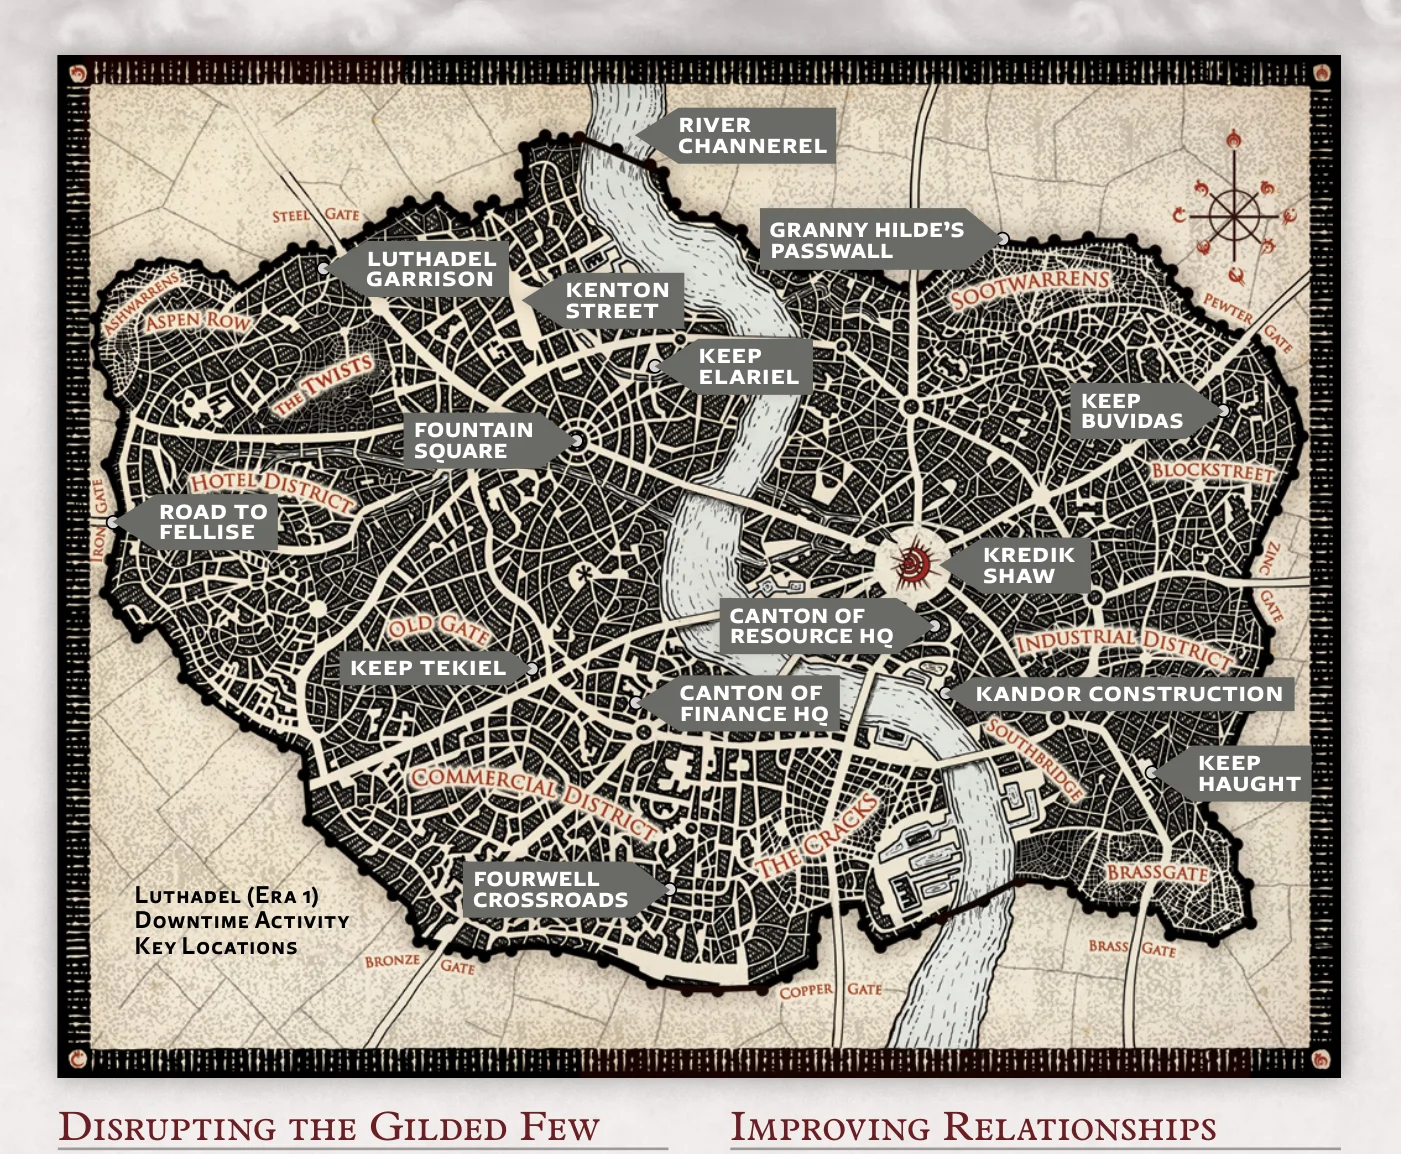 RIVER
CHANNEREL
STEEL GATE
GRANNY HILDE'S
PASSWALL
LUTHADEL
GARRISON
KENTON
STREET
SOOTWARRENS
ASHWARRENS
ASPEN ROW
PEWTER GATE
THE TWISTS
KEEP
ELARIEL
KEEP
BUVIDAS
FOUNTAIN
SQUARE
HOTEL DISTRICT
BLOCKSTREET
IRON GATE
ROAD TO
FELLISE
KREDIK
SHAW
ZINC GATE
CANTON OF
RESOURCE HQ
OLD GATE
INDUSTRIAL DISTRICT
KEEP TEKIEL
CANTON OF
FINANCE HQ
KANDOR CONSTRUCTION
SOUTHBRIDGE
KEEP
HAUGHT
COMMERCIAL DISTRICT
THE CRACKS
BRASSGATE
FOURWELL
CROSSROADS
LUTHADEL (ERA 1)
DOWNTIME ACTIVITY
KEY LOCATIONS
BRONZE GATE
COPPER GATE
BRASS GATE
DISRUPTING THE GILDED FEW
IMPROVING RELATIONSHIPS